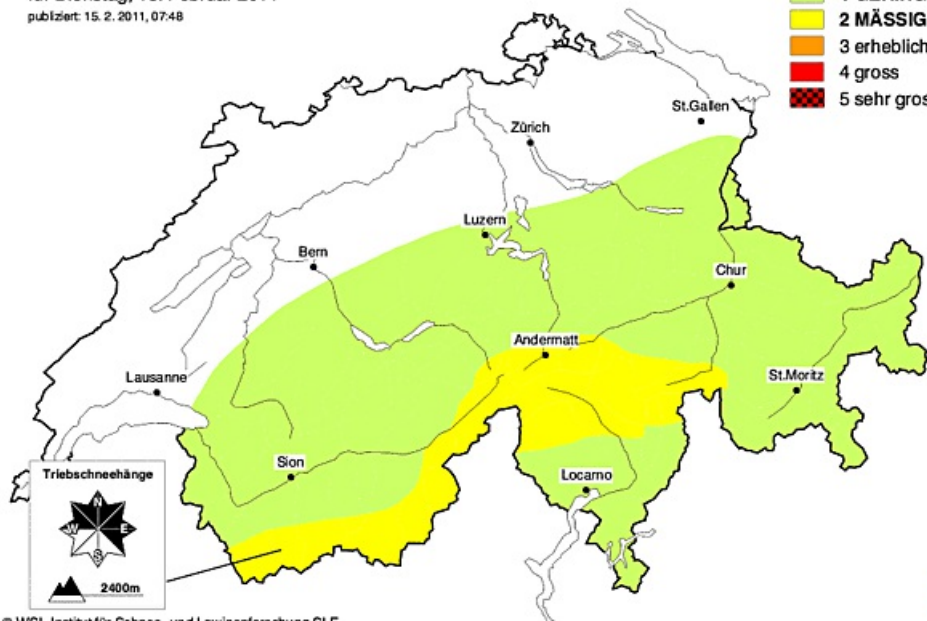 publiziert: 15. 2. 2011, 07:48
2 MÄSSIG
3 erheblich
4 gross
5 sehr gros
St.Gallen
Zürich
Luzern
Bern
Chur
Andermatt
Lausanne
St.Moritz
Sion
Locarno
Triebschneehänge
N
W E
S
2400m